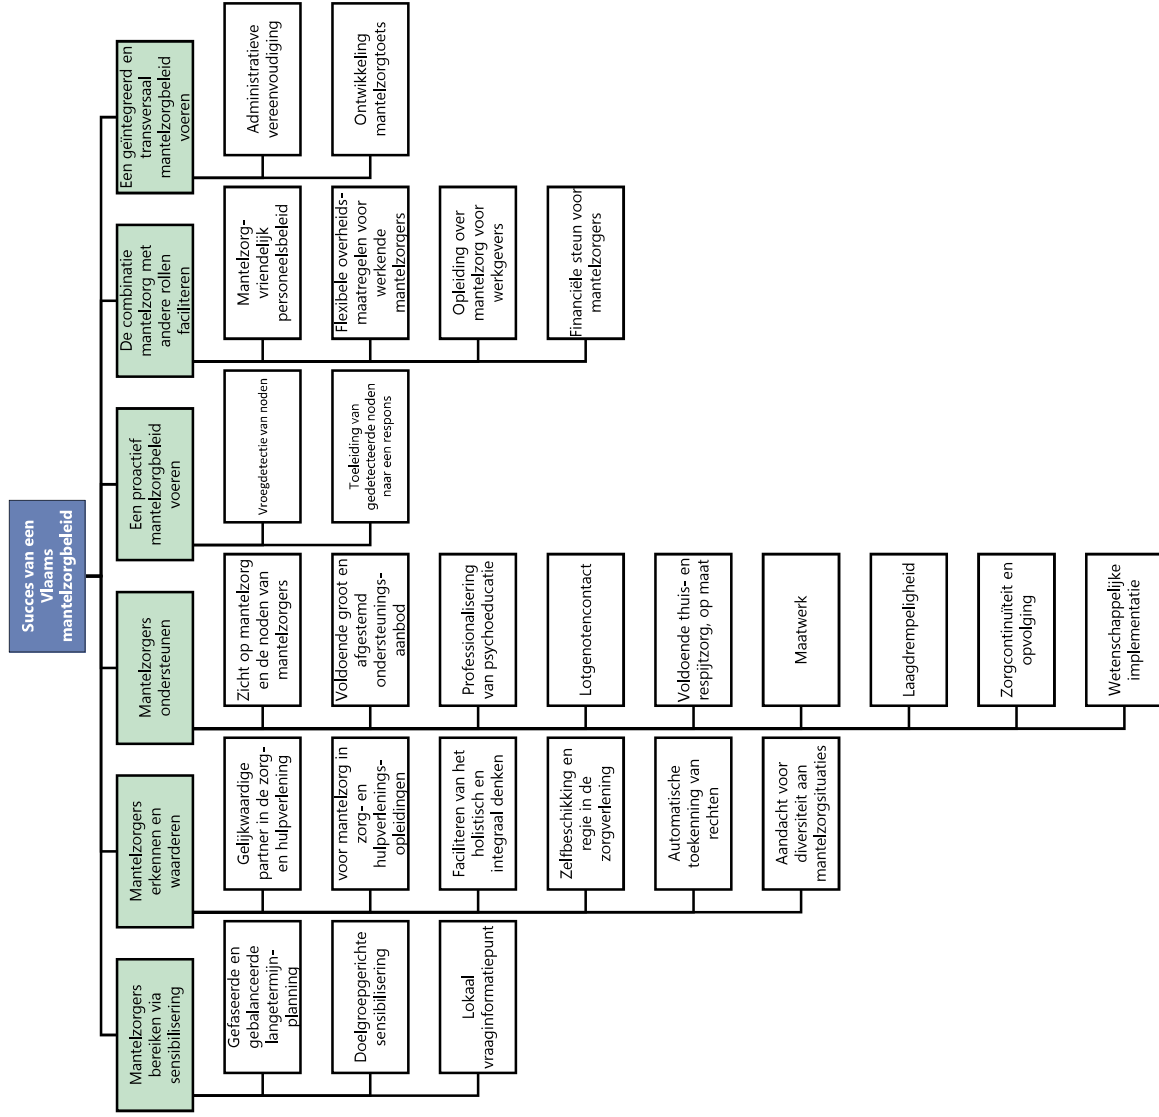 Succes van een
Vlaams
mantelzorgbeleid
Mantelzorgers
bereiken via
sensibilisering
Gefaseerde en
gebalanceerde
langetermijn-
planning
Doelgroepgerichte
sensibilisering
Lokaal
vraaginformatiepunt
Mantelzorgers
erkennen en
waarderen
Gelijkwaardige
partner in de zorg-
en hulpverlening
voor mantelzorg in
zorg- en
hulpverlenings-
opleidingen
Faciliteren van het
holistisch en
integraal denken
Zelfbeschikking en
regie in de
zorgverlening
Automatische
toekenning van
rechten
Aandacht voor
diversiteit aan
mantelzorgsituaties
Mantelzorgers
ondersteunen
Zicht op mantelzorg
en de noden van
mantelzorgers
Voldoende groot en
afgestemd
ondersteunings-
aanbod
Professionalisering
van psychoeducatie
Lotgenotencontact
Voldoende thuis- en
respijtzorg, op maat
Maatwerk
Laagdrempeligheid
Zorgcontinuïteit en
opvolging
Wetenschappelijke
implementatie
Een proactief
mantelzorgbeleid
voeren
Vroegdetectie van noden
Toeleiding van
gedetecteerde noden
naar een respons
De combinatie
mantelzorg met
andere rollen
faciliteren
Mantelzorg-
vriendelijk
personeelsbeleid
Flexibele overheids-
maatregelen voor
werkende
mantelzorgers
Opleiding over
mantelzorg voor
werkgevers
Financiële steun voor
mantelzorgers
Een geïntegreerd en
transversaal
mantelzorgbeleid
voeren
Administratieve
vereenvoudiging
Ontwikkeling
mantelzorgtoets